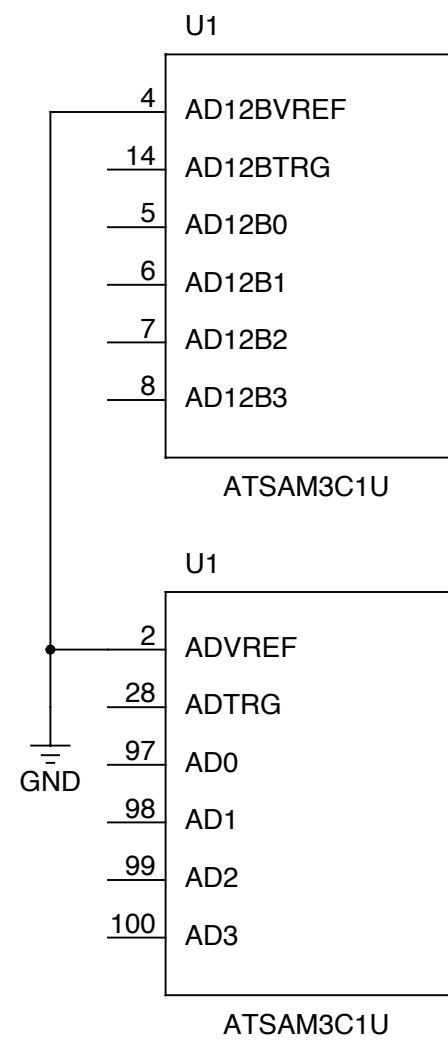 U1
4 AD12BVREF
14 AD12BTRG
5 AD12B0
6 AD12B1
7 AD12B2
8 AD12B3
ATSAM3C1U
U1
2 ADVREF
28 ADTRG
97 AD0
GND
98 AD1
99 AD2
100 AD3
ATSAM3C1U